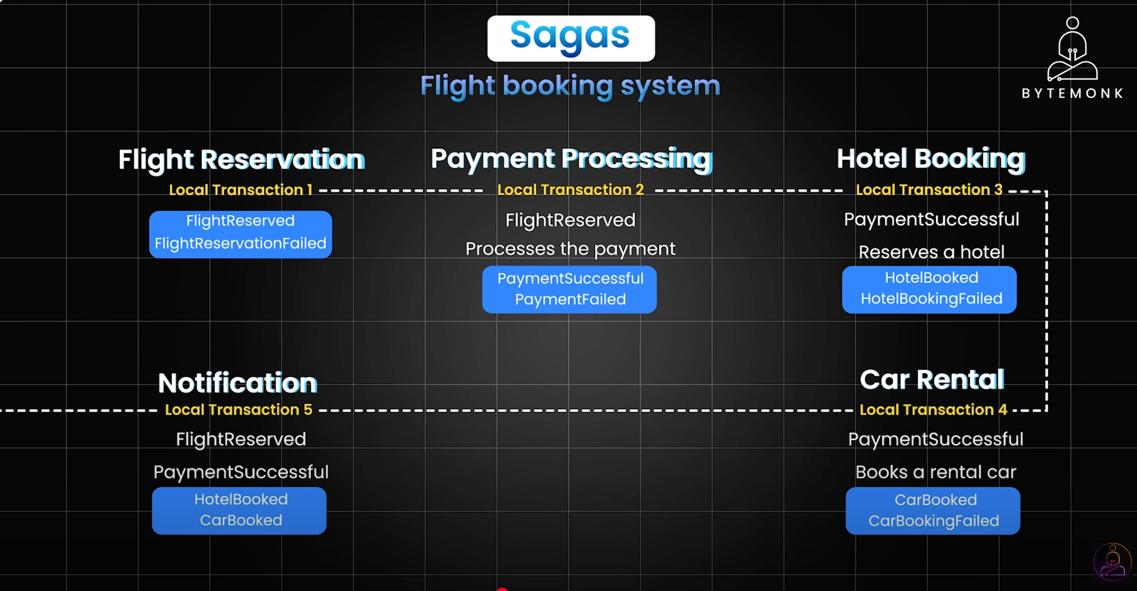 Sagas
Flight booking system
BYTEMONK
Flight Reservation
Local Transaction 1
FlightReserved
FlightReservationFailed
Payment Processing
Local Transaction 2
FlightReserved
Processes the payment
PaymentSuccessful
PaymentFailed
Hotel Booking
Local Transaction 3
PaymentSuccessful
Reserves a hotel
HotelBooked
HotelBookingFailed
Notification
Local Transaction 5
FlightReserved
PaymentSuccessful
HotelBooked
CarBooked
Car Rental
Local Transaction 4
PaymentSuccessful
Books a rental car
CarBooked
CarBookingFailed